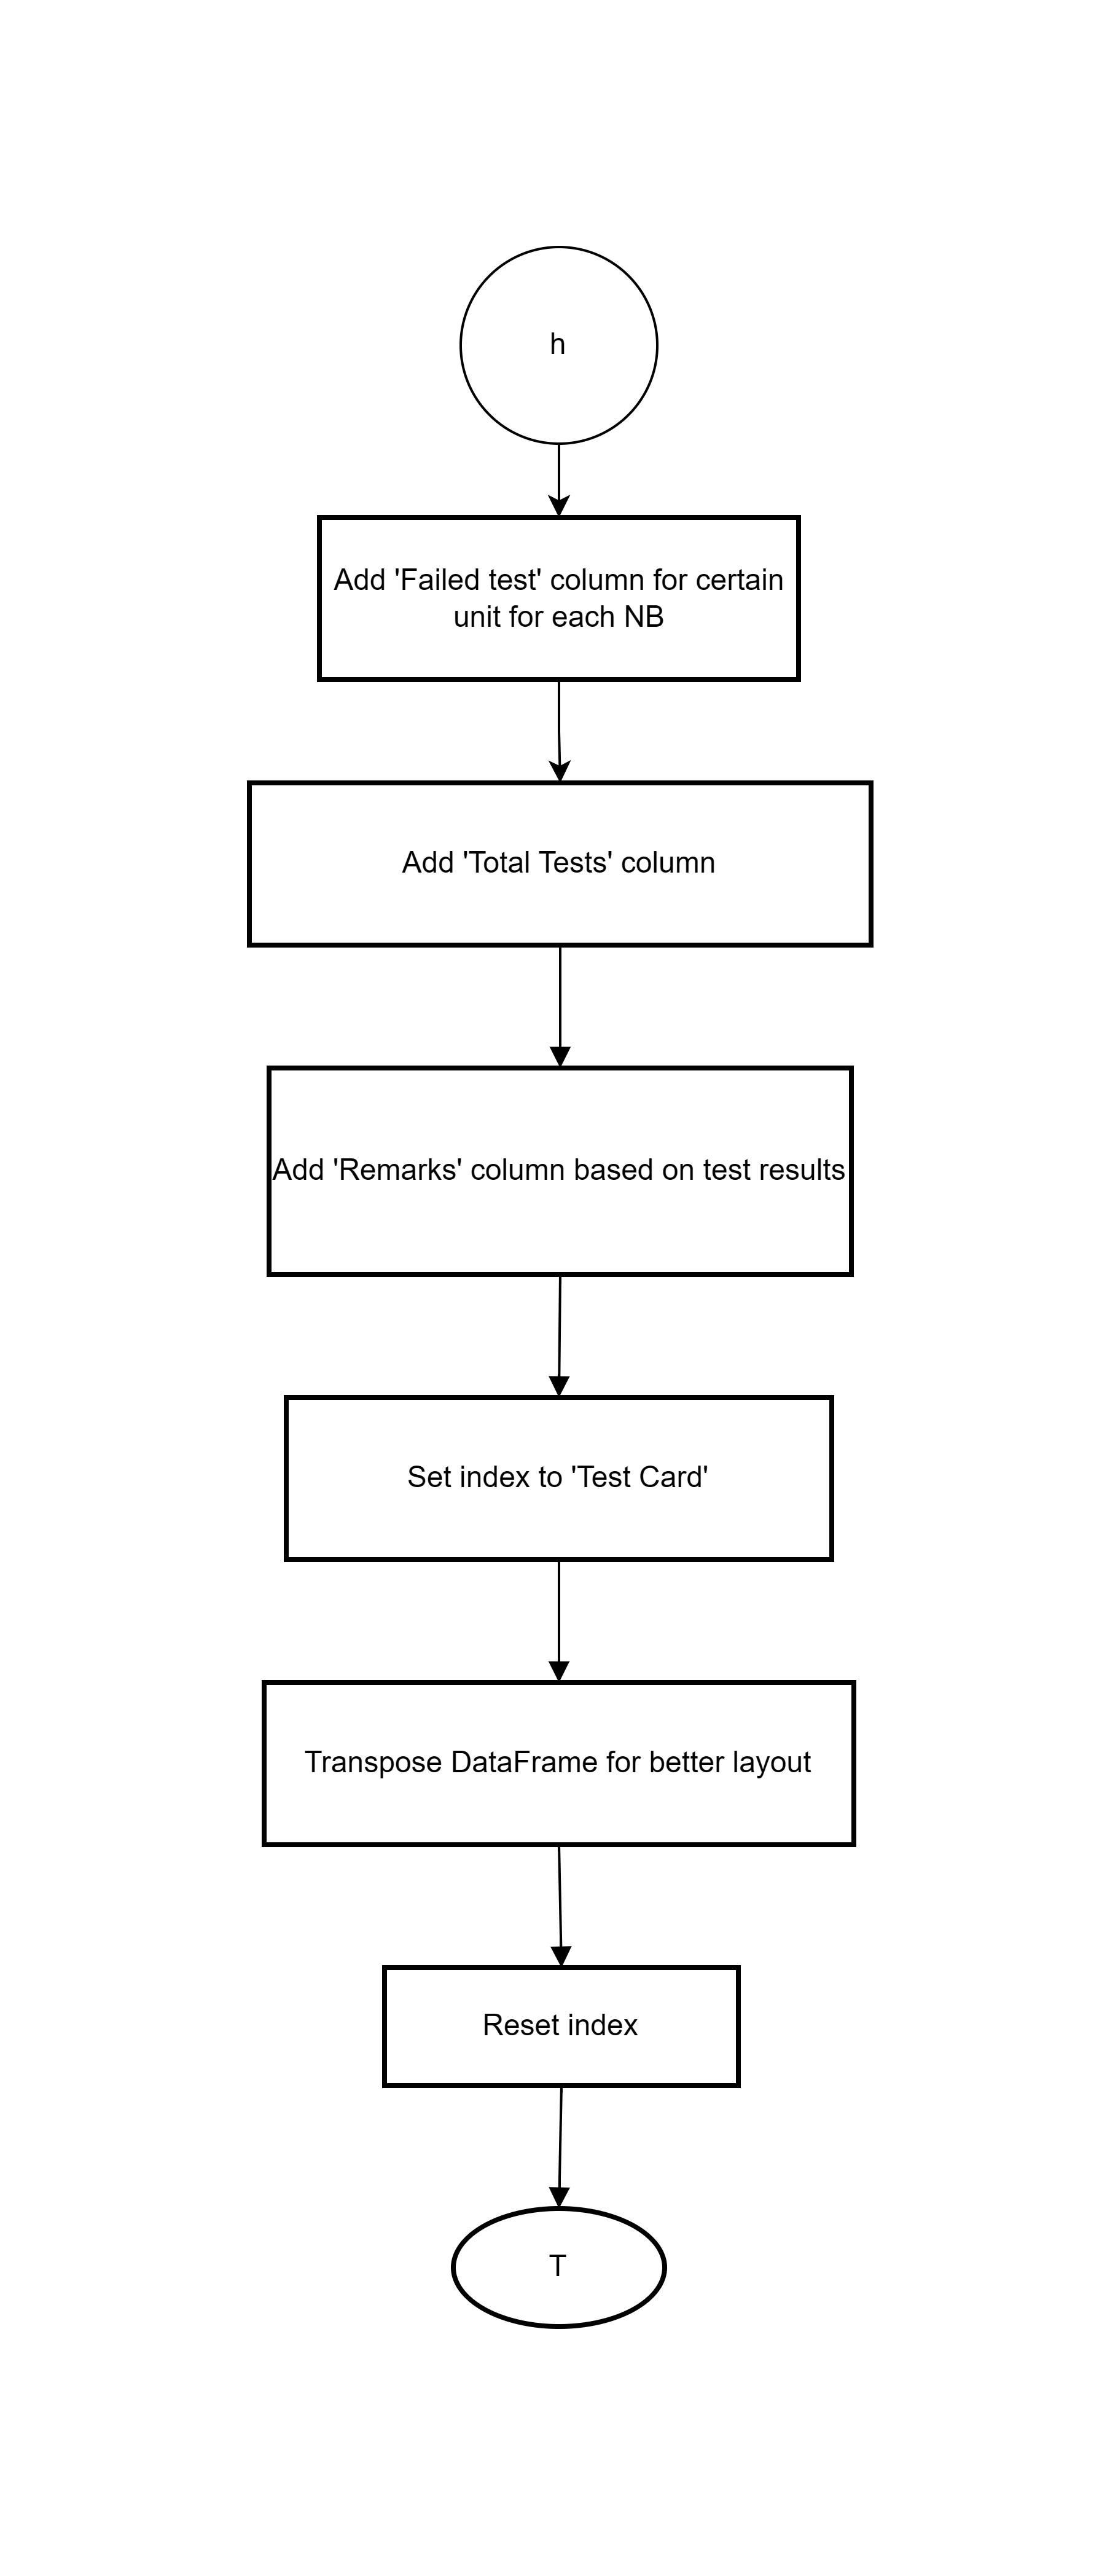 h
Add 'Failed test' column for certain
unit for each NB
Add 'Total Tests' column
Add 'Remarks' column based on test results
Set index to 'Test Card'
Transpose DataFrame for better layout
Reset index
T